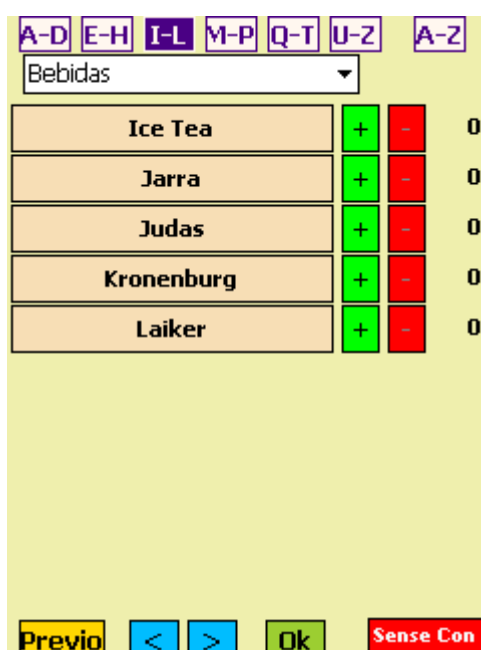 A-D E-H I-L M-P Q-T U-Z A-Z
Bebidas
Ice Tea + - 0
Jarra + - 0
Judas + - 0
Kronenburg + - 0
Laiker + - 0
Previo < > Ok Sense Con